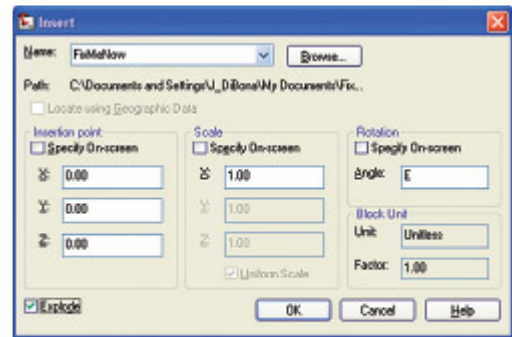 Insert
Name: FixMeNow Browse...
Path: C:\Documents and Settings\J_DiBona\My Documents\Fix...
Locate using Geographic Data
Insertion point
Specify On-screen
X: 0.00
Y: 0.00
Z: 0.00
Scale
Specify On-screen
X: 1.00
Y: 1.00
Z: 1.00
Uniform Scale
Rotation
Specify On-screen
Angle: E
Block Unit
Unit: Unitless
Factor: 1.00
Explode
OK Cancel Help